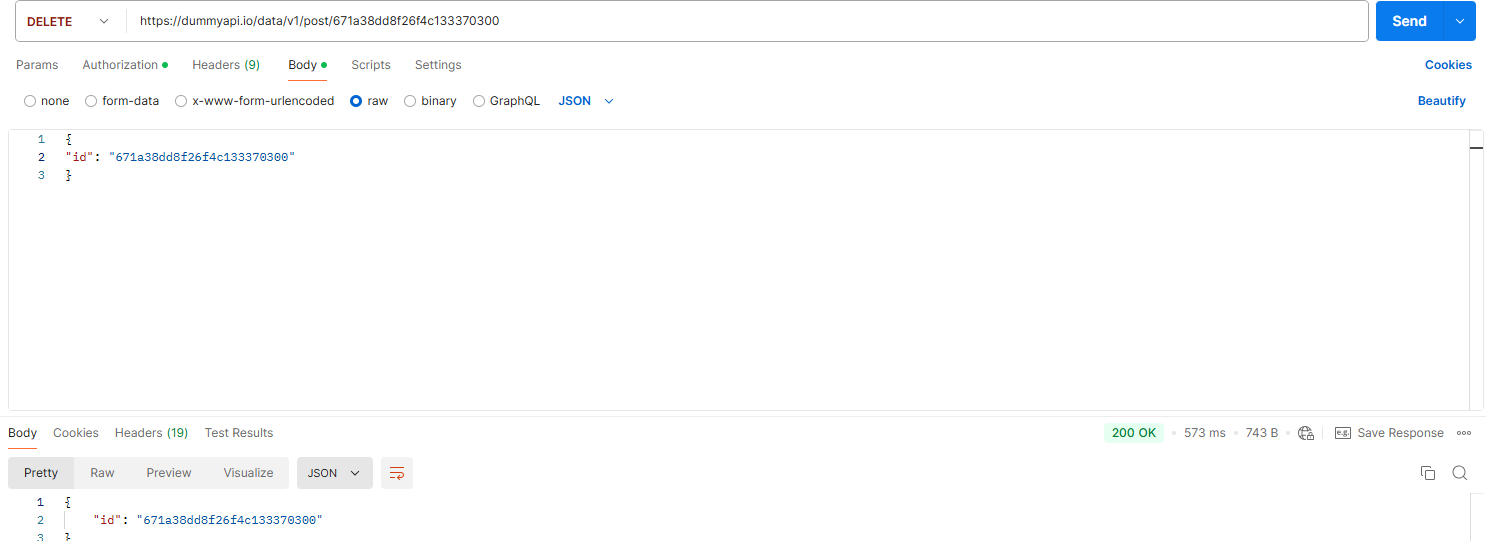 DELETE https://dummyapi.io/data/v1/post/671a38dd8f26f4c133370300 Send
Params Authorization Headers (9) Body Scripts Settings Cookies
none form-data x-www-form-urlencoded raw binary GraphQL JSON Beautify
1 {
2 "id": "671a38dd8f26f4c133370300"
3 }
Body Cookies Headers (19) Test Results 200 OK 573 ms 743 B e.g. Save Response
Pretty Raw Preview Visualize JSON
1 {
2 "id": "671a38dd8f26f4c133370300"
3 }